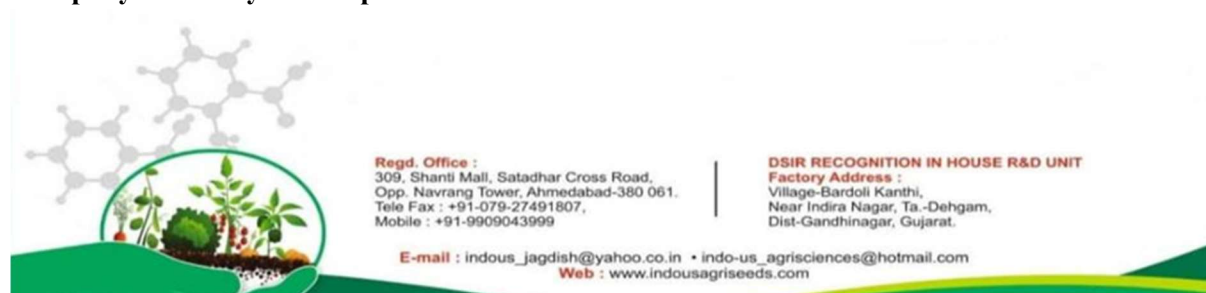 Regd. Office :
309, Shanti Mall, Satadhar Cross Road,
Opp. Navrang Tower, Ahmedabad-380 061.
Tele Fax : +91-079-27491807,
Mobile : +91-9909043999
DSIR RECOGNITION IN HOUSE R&D UNIT
Factory Address :
Village-Bardoli Kanthi,
Near Indira Nagar, Ta.-Dehgam,
Dist-Gandhinagar, Gujarat.
E-mail : indous_jagdish@yahoo.co.in • indo-us_agrisciences@hotmail.com
Web : www.indousagriseeds.com